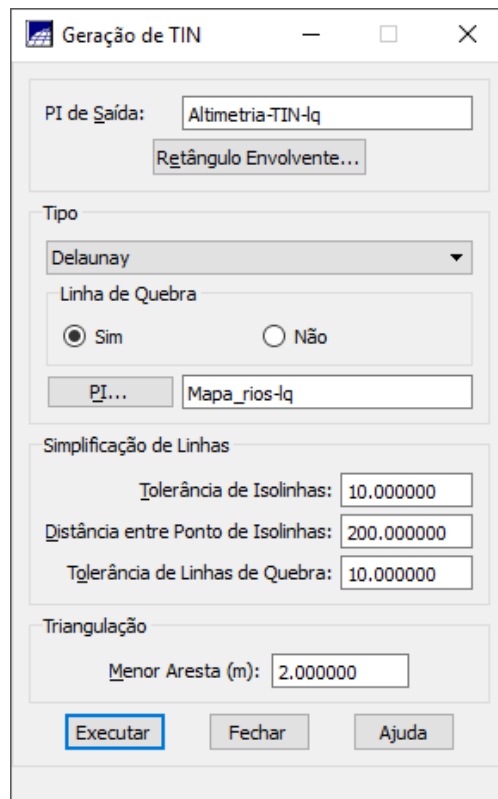 Geração de TIN
PI de Saída: Altimetria-TIN-lq
Retângulo Envolvente...
Tipo
Delaunay
Linha de Quebra
Sim Não
PI... Mapa_rios-lq
Simplificação de Linhas
Tolerância de Isolinhas: 10.000000
Distância entre Ponto de Isolinhas: 200.000000
Tolerância de Linhas de Quebra: 10.000000
Triangulação
Menor Aresta (m): 2.000000
Executar Fechar Ajuda